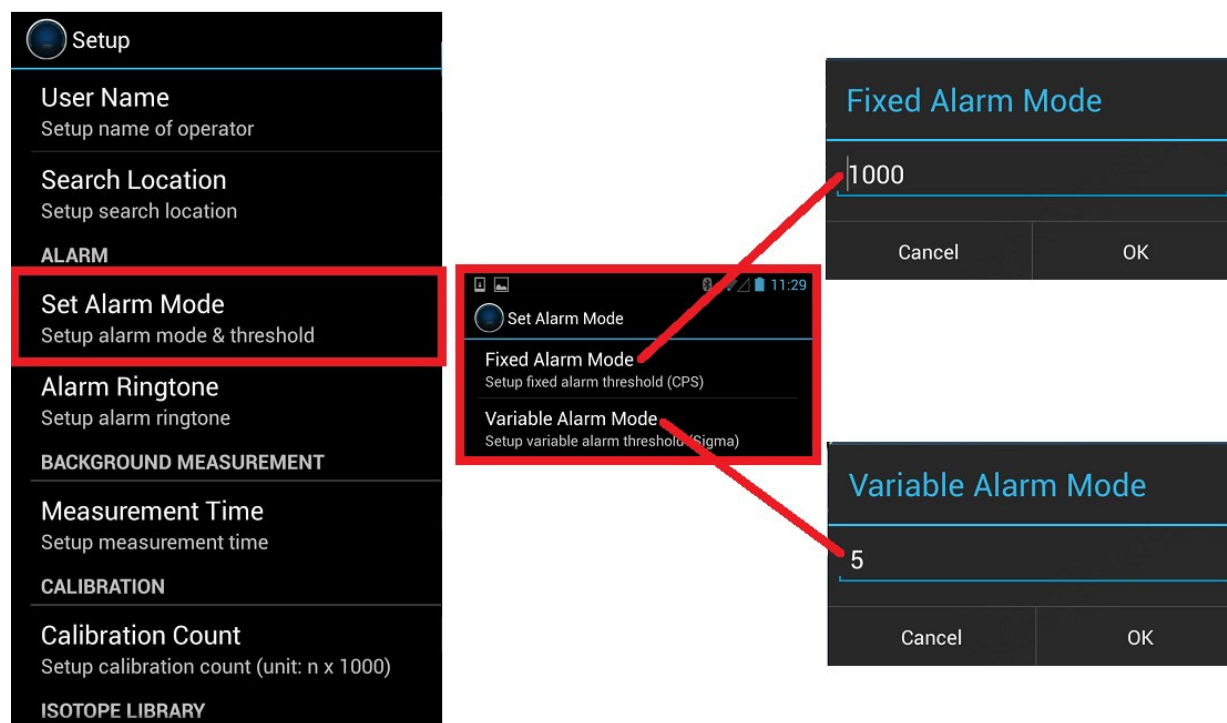 Setup
User Name
Setup name of operator
Search Location
Setup search location
ALARM
Set Alarm Mode
Setup alarm mode & threshold
Alarm Ringtone
Setup alarm ringtone
BACKGROUND MEASUREMENT
Measurement Time
Setup measurement time
CALIBRATION
Calibration Count
Setup calibration count (unit: n x 1000)
ISOTOPE LIBRARY
11:29
Set Alarm Mode
Fixed Alarm Mode
Setup fixed alarm threshold (CPS)
Variable Alarm Mode
Setup variable alarm threshold (Sigma)
Fixed Alarm Mode
1000
Cancel OK
Variable Alarm Mode
5
Cancel OK